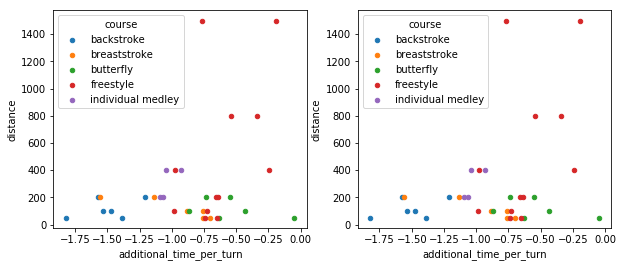 course
backstroke
breaststroke
butterfly
freestyle
individual medley
distance
1400
1200
1000
800
600
400
200
0
−1.75 −1.50 −1.25 −1.00 −0.75 −0.50 −0.25 0.00
additional_time_per_turn
course
backstroke
breaststroke
butterfly
freestyle
individual medley
distance
1400
1200
1000
800
600
400
200
0
−1.75 −1.50 −1.25 −1.00 −0.75 −0.50 −0.25 0.00
additional_time_per_turn